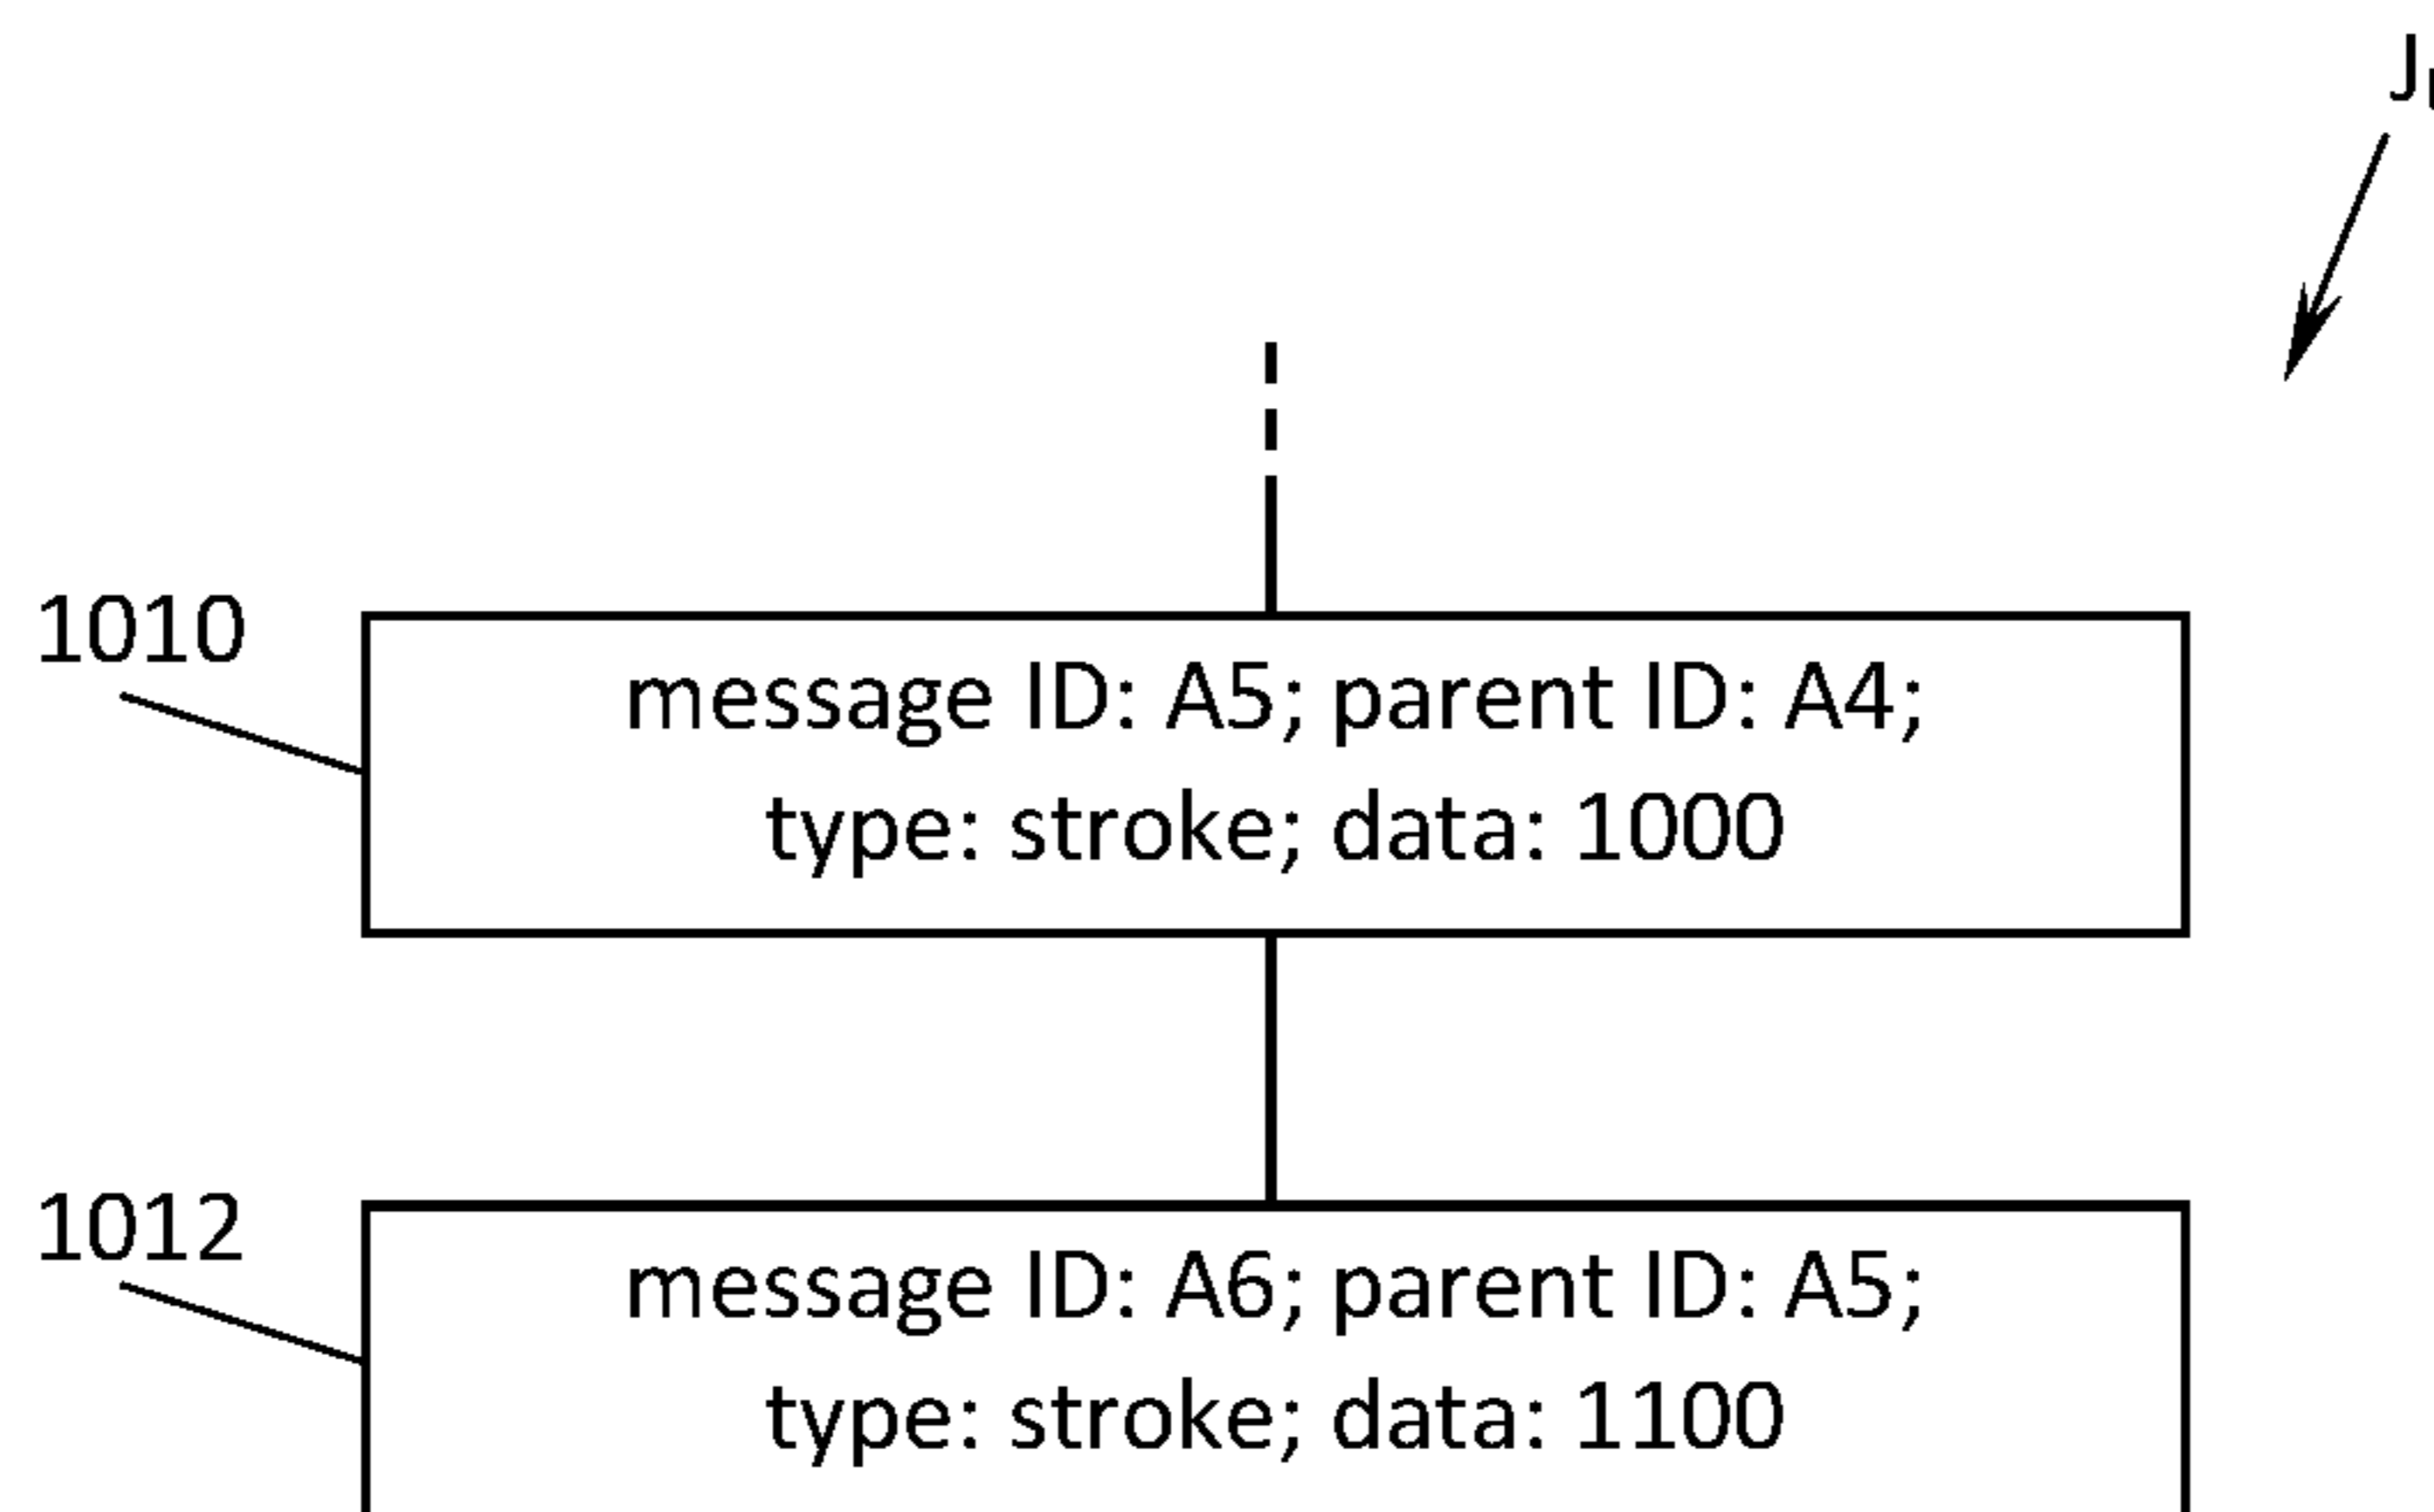 1010
message ID: A5; parent ID: A4;
type: stroke; data: 1000
1012
message ID: A6; parent ID: A5;
type: stroke; data: 1100